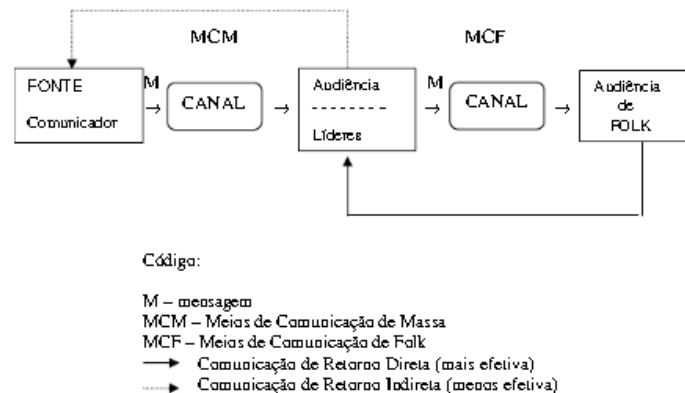 MCM
MCF
FONTE
Comunicador
M
→
CANAL
→
Audiência
- - - - - - - -
Líderes
M
→
CANAL
→
Audiência
de
FOLK
Código:
M – mensagem
MCM – Meios de Comunicação de Massa
MCF – Meios de Comunicação de Folk
Comunicação de Retorno Direta (mais efetiva)
Comunicação de Retorno Indireta (menos efetiva)